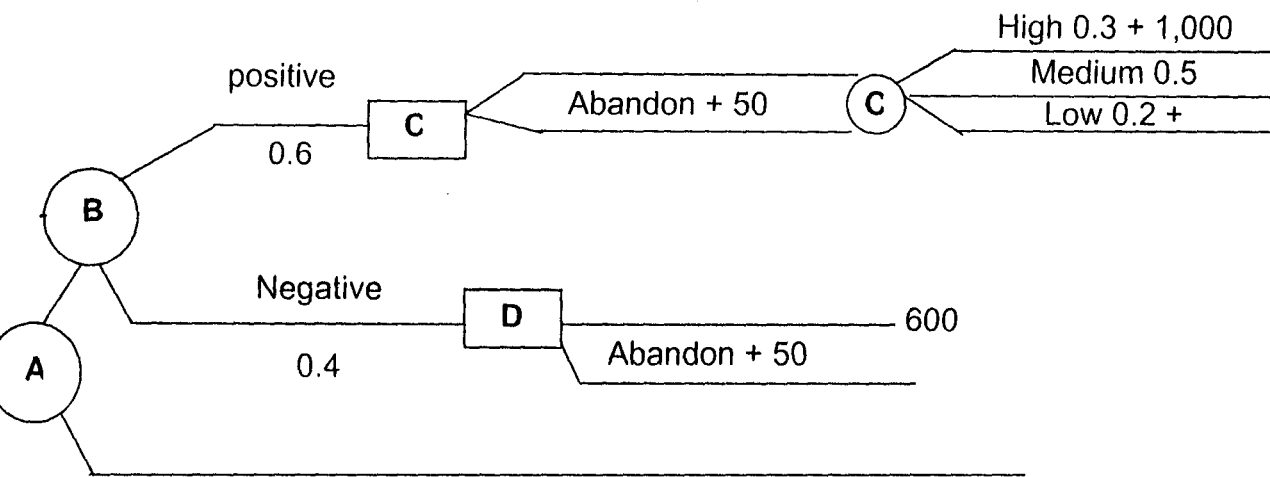 High 0.3 + 1,000
positive
Medium 0.5
C
Abandon + 50
C
Low 0.2 +
0.6
B
Negative
D
600
Abandon + 50
0.4
A